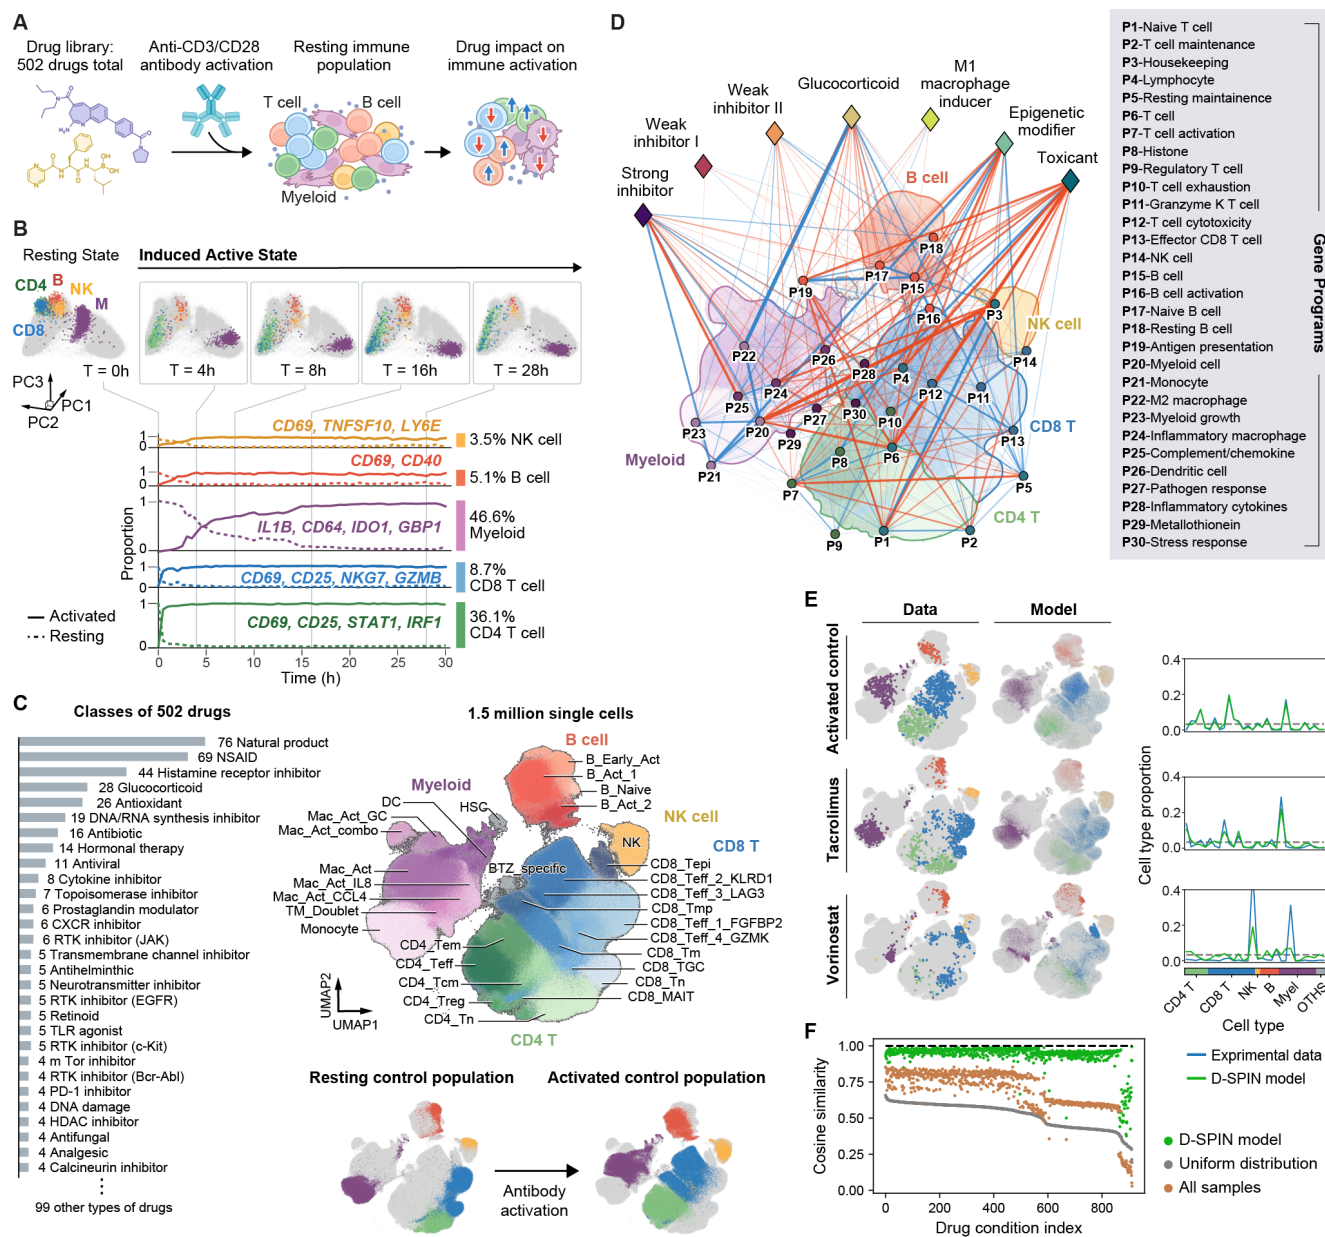 A
Drug library:
502 drugs total
Anti-CD3/CD28
antibody activation
Resting immune
population
Drug impact on
immune activation
T cell
B cell
Myeloid
B
Resting State
Induced Active State
CD4
B
NK
M
CD8
T = 0h
T = 4h
T = 8h
T = 16h
T = 28h
PC3
PC1
PC2
Proportion
1
0
CD69, TNFSF10, LY6E
3.5% NK cell
1
0
CD69, CD40
5.1% B cell
1
0
IL1B, CD64, IDO1, GBP1
46.6%
Myeloid
1
0
CD69, CD25, NKG7, GZMB
8.7%
CD8 T cell
1
0
CD69, CD25, STAT1, IRF1
36.1%
CD4 T cell
Activated
Resting
0 5 10 15 20 25 30
Time (h)
C
Classes of 502 drugs
76 Natural product
69 NSAID
44 Histamine receptor inhibitor
28 Glucocorticoid
26 Antioxidant
19 DNA/RNA synthesis inhibitor
16 Antibiotic
14 Hormonal therapy
11 Antiviral
8 Cytokine inhibitor
7 Topoisomerase inhibitor
6 Prostaglandin modulator
6 CXCR inhibitor
6 RTK inhibitor (JAK)
5 Transmembrane channel inhibitor
5 Antihelminthic
5 Neurotransmitter inhibitor
5 RTK inhibitor (EGFR)
5 Retinoid
5 TLR agonist
5 RTK inhibitor (c-Kit)
4 m Tor inhibitor
4 RTK inhibitor (Bcr-Abl)
4 PD-1 inhibitor
4 DNA damage
4 HDAC inhibitor
4 Antifungal
4 Analgesic
4 Calcineurin inhibitor
99 other types of drugs
1.5 million single cells
B cell
B_Early_Act
B_Act_1
B_Naive
B_Act_2
Myeloid
DC
HSC
Mac_Act_GC
Mac_Act_combo
Mac_Act
Mac_Act_IL8
Mac_Act_CCL4
TM_Doublet
Monocyte
NK cell
NK
CD8 T
BTZ_specific
CD8_Tepi
CD8_Teff_2_KLRD1
CD8_Teff_3_LAG3
CD8_Tmp
CD8_Teff_1_FGFBP2
CD8_Teff_4_GZMK
CD8_Tm
CD8_TGC
CD8_Tn
CD8_MAIT
CD4_Tem
CD4_Teff
CD4_Tcm
CD4_Treg
CD4_Tn
CD4 T
UMAP2
UMAP1
Resting control population
Activated control population
Antibody
activation
D
Strong
inhibitor
Weak
inhibitor I
Weak
inhibitor II
Glucocorticoid
M1
macrophage
inducer
Epigenetic
modifier
Toxicant
B cell
P18
P17
P15
P19
P16
P3
NK cell
P14
P22
P26
P28
P4
P12
P11
P24
P25
P27
P30
P10
CD8 T
P13
P23
P20
P29
Myeloid
P8
P6
P21
P7
P5
CD4 T
P9
P1
P2
P1-Naive T cell
P2-T cell maintenance
P3-Housekeeping
P4-Lymphocyte
P5-Resting maintainence
P6-T cell
P7-T cell activation
P8-Histone
P9-Regulatory T cell
P10-T cell exhaustion
P11-Granzyme K T cell
P12-T cell cytotoxicity
P13-Effector CD8 T cell
P14-NK cell
P15-B cell
P16-B cell activation
P17-Naive B cell
P18-Resting B cell
P19-Antigen presentation
P20-Myeloid cell
P21-Monocyte
P22-M2 macrophage
P23-Myeloid growth
P24-Inflammatory macrophage
P25-Complement/chemokine
P26-Dendritic cell
P27-Pathogen response
P28-Inflammatory cytokines
P29-Metallothionein
P30-Stress response
Gene Programs
E
Data
Model
Activated control
Tacrolimus
Vorinostat
Cell type proportion
0.4
0.2
0.0
0.4
0.2
0.0
0.4
0.2
0.0
CD4 T
CD8 T
NK
B
Myel
OTHS
Cell type
Exprimental data
D-SPIN model
F
Cosine similarity
1.00
0.75
0.50
0.25
0.00
0 200 400 600 800
Drug condition index
D-SPIN model
Uniform distribution
All samples